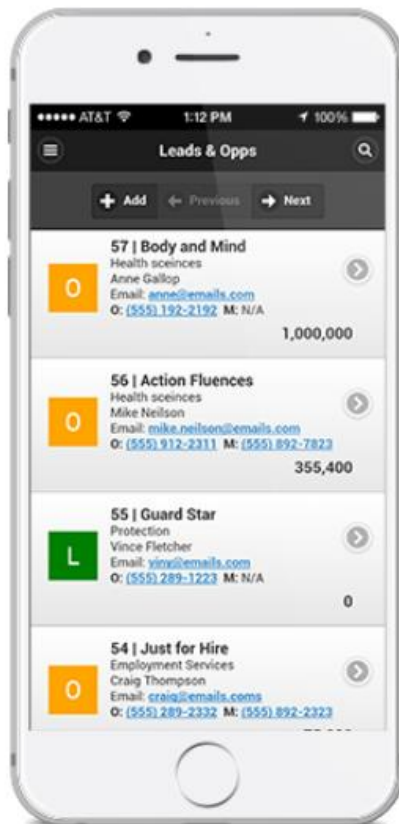 AT&T 1:12 PM 100%
Leads & Opps
Add Previous Next
57 | Body and Mind
Health sceinces
Anne Gallop
Email: anne@emails.com
O: (555) 192-2192 M: N/A
1,000,000
O
56 | Action Fluences
Health sceinces
Mike Neilson
Email: mike.neilson@emails.com
O: (555) 912-2311 M: (555) 892-7823
355,400
O
55 | Guard Star
Protection
Vince Fletcher
Email: viny@emails.com
O: (555) 289-1223 M: N/A
0
L
54 | Just for Hire
Employment Services
Craig Thompson
Email: craig@emails.coms
O: (555) 289-2332 M: (555) 892-2323
O